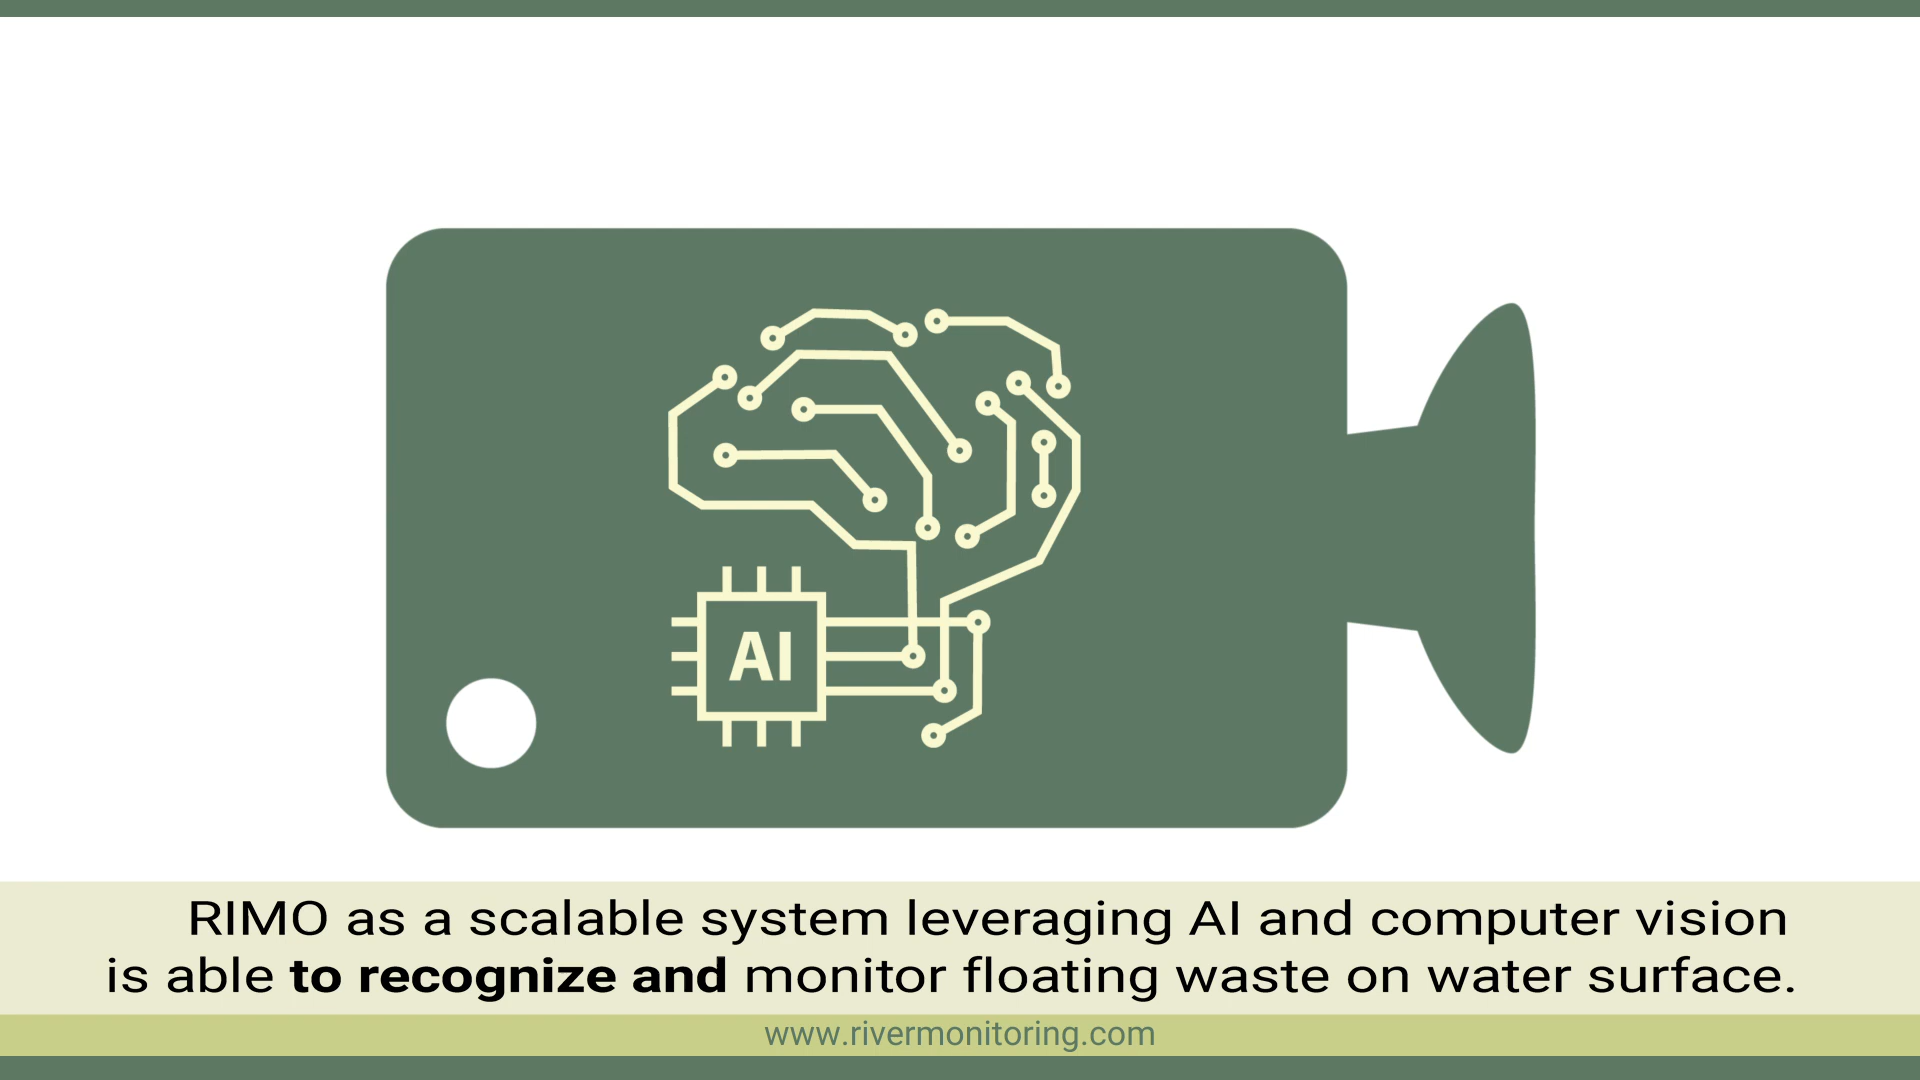 AI
RIMO as a scalable system leveraging AI and computer vision
is able to recognize and monitor floating waste on water surface.
www.rivermonitoring.com